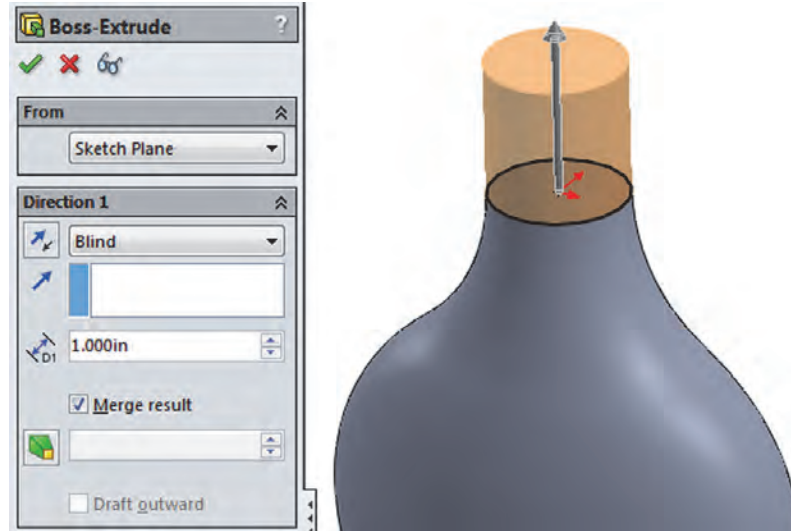 Boss-Extrude ?
From
Sketch Plane
Direction 1
Blind
D1 1.000in
Merge result
Draft outward